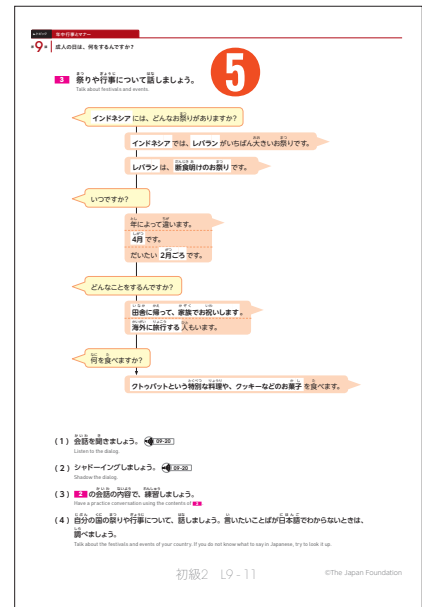 トピック 年中行事とマナー
第9課 成人の日は、何をするんですか？
5
3 祭りや行事について話しましょう。
Talk about festivals and events.
インドネシア には、どんなお祭りがありますか？
インドネシア では、レバラン がいちばん大きいお祭りです。
レバラン は、断食明けのお祭り です。
いつですか？
年によって違います。
4月 です。
だいたい 2月ごろ です。
どんなことをするんですか？
田舎に帰って、家族でお祝いします。
海外に旅行する 人もいます。
何を食べますか？
クトゥパットという特別な料理や、クッキーなどのお菓子 を食べます。
(1) 会話を聞きましょう。 09-20
Listen to the dialog.
(2) シャドーイングしましょう。 09-20
Shadow the dialog.
(3) 2 の会話の内容で、練習しましょう。
Have a practice conversation using the contents of 2.
(4) 自分の国の祭りや行事について、話しましょう。言いたいことばが日本語でわからないときは、
調べましょう。
Talk about the festivals and events of your country. If you do not know what to say in Japanese, try to look it up.
初級2 L9 - 11
©The Japan Foundation